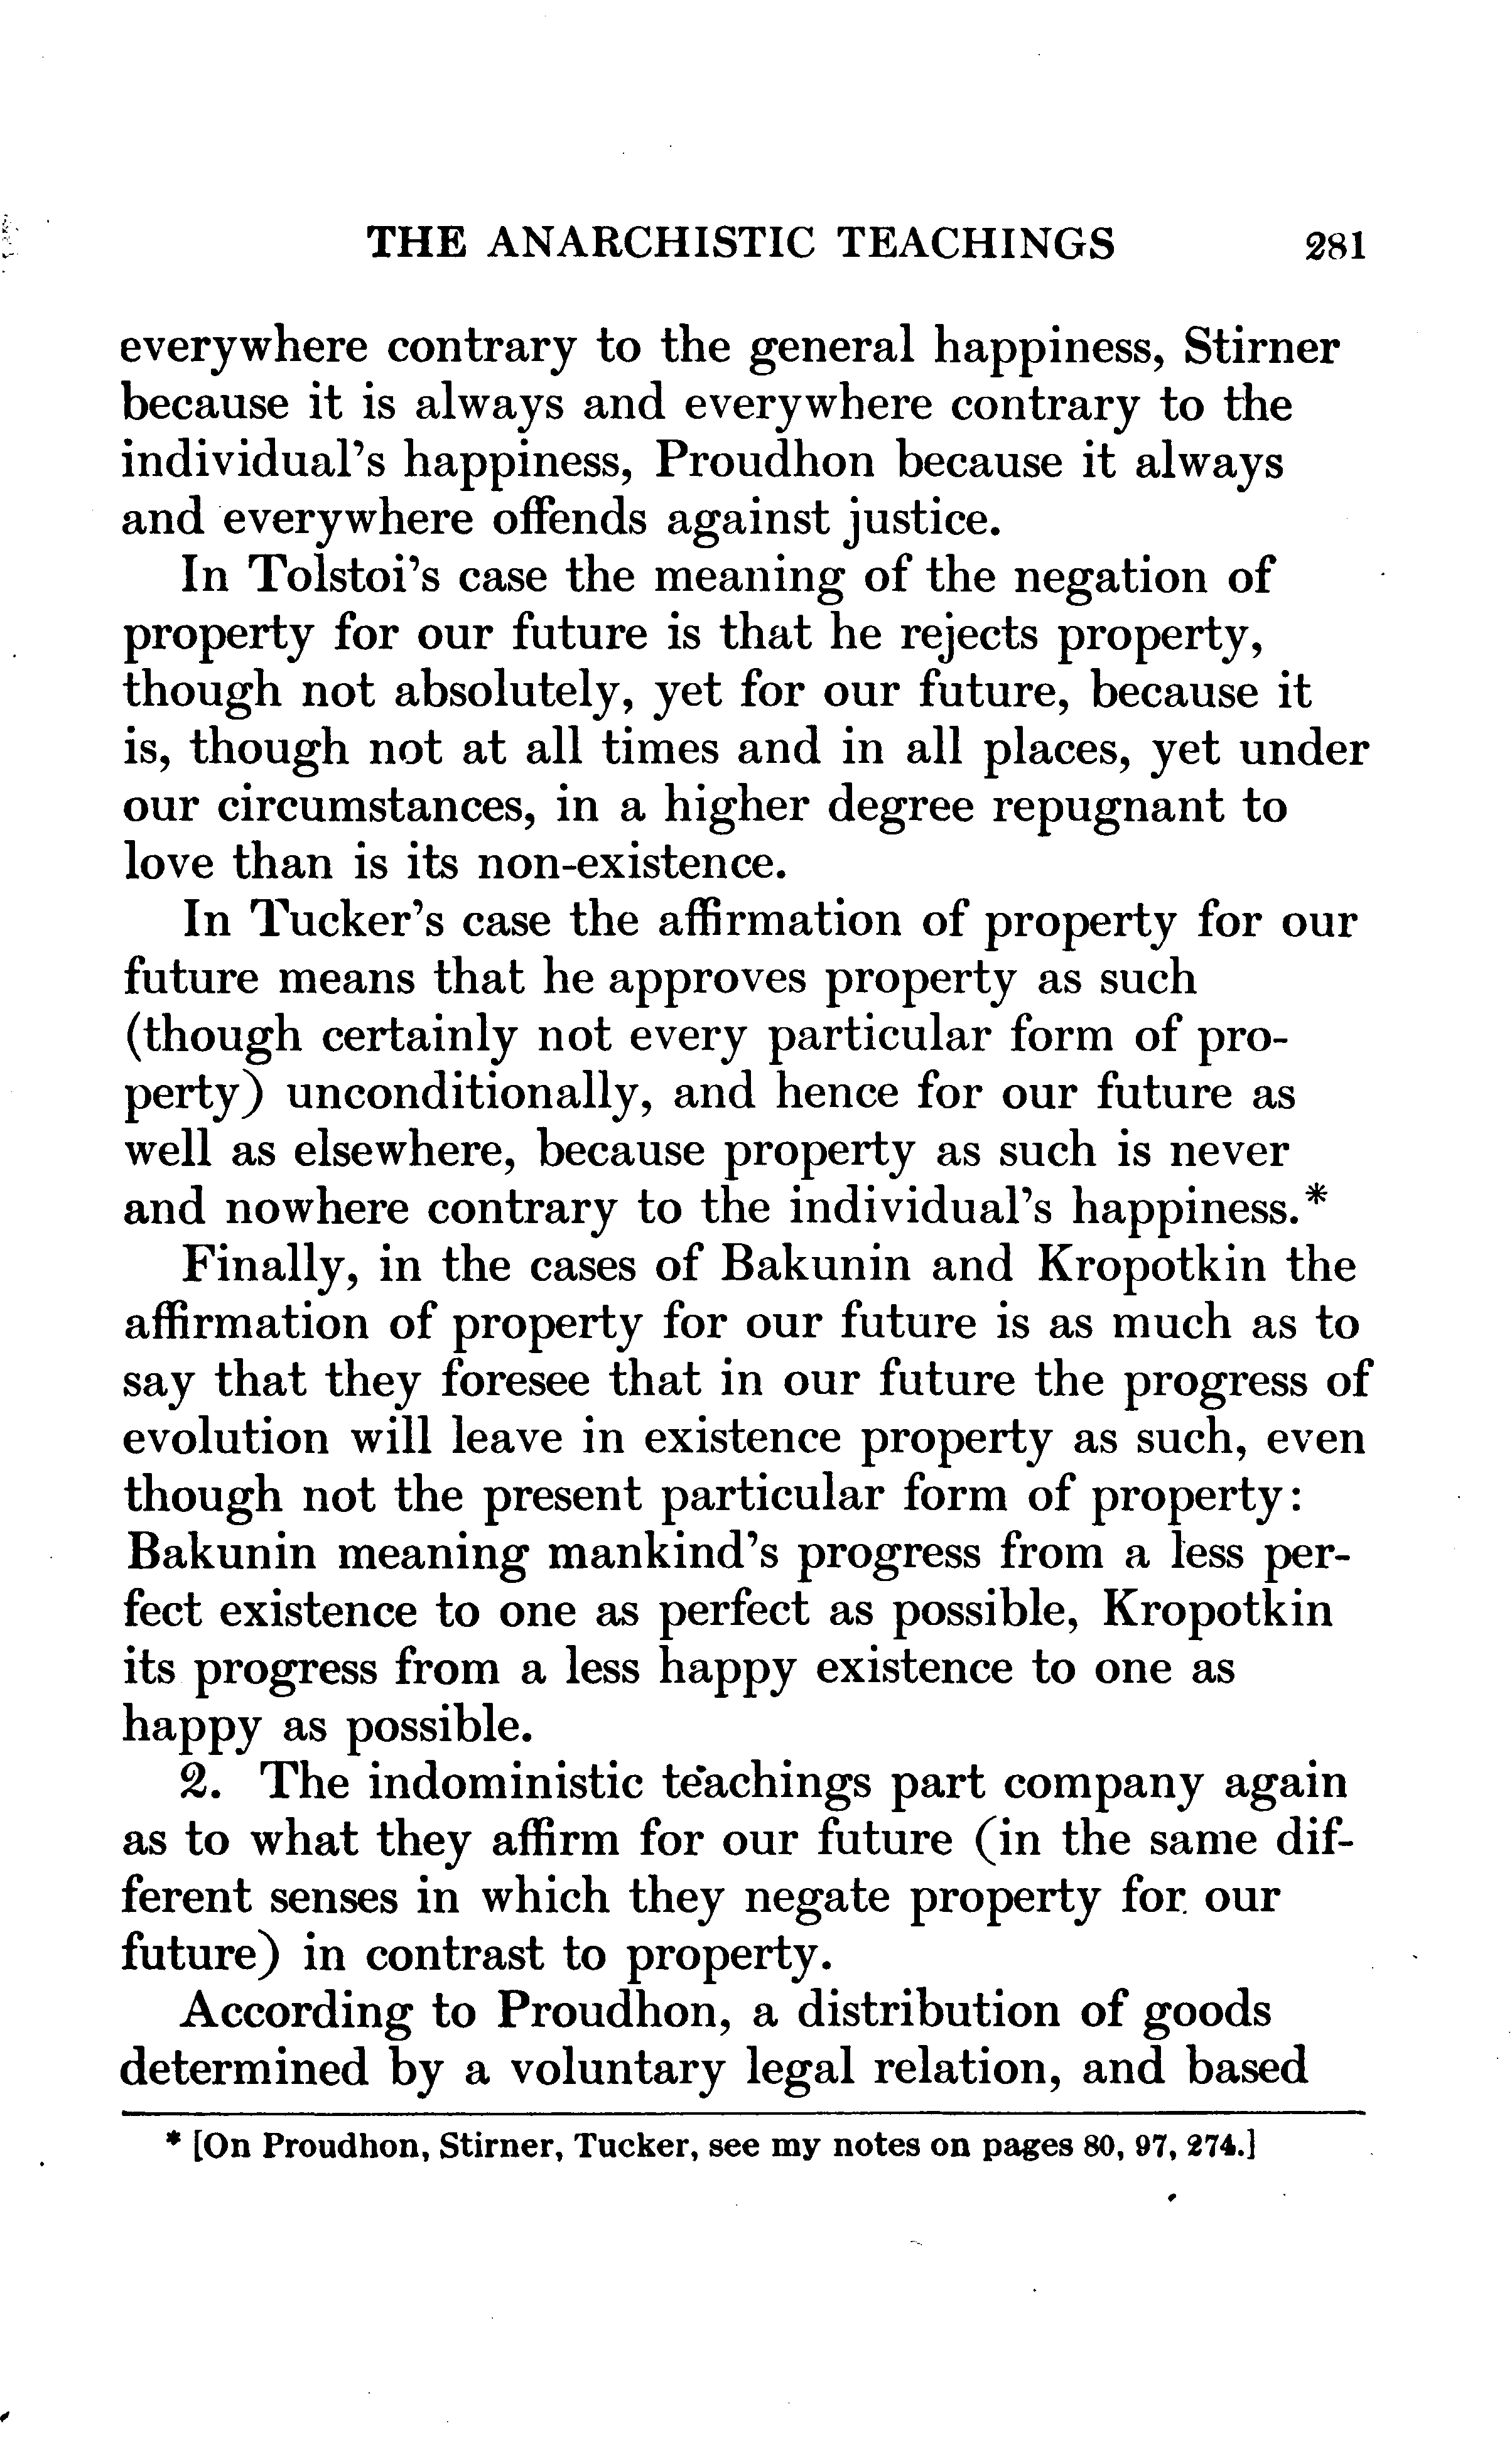 THE ANARCHISTIC TEACHINGS 281
everywhere contrary to the general happiness, Stirner
because it is always and everywhere contrary to the
individual's happiness, Proudhon because it always
and everywhere offends against justice.
In Tolstoi's case the meaning of the negation of
property for our future is that he rejects property,
though not absolutely, yet for our future, because it
is, though not at all times and in all places, yet under
our circumstances, in a higher degree repugnant to
love than is its non-existence.
In Tucker's case the affirmation of property for our
future means that he approves property as such
(though certainly not every particular form of pro-
perty) unconditionally, and hence for our future as
well as elsewhere, because property as such is never
and nowhere contrary to the individual's happiness.*
Finally, in the cases of Bakunin and Kropotkin the
affirmation of property for our future is as much as to
say that they foresee that in our future the progress of
evolution will leave in existence property as such, even
though not the present particular form of property:
Bakunin meaning mankind's progress from a less per-
fect existence to one as perfect as possible, Kropotkin
its progress from a less happy existence to one as
happy as possible.
2. The indoministic teachings part company again
as to what they affirm for our future (in the same dif-
ferent senses in which they negate property for our
future) in contrast to property.
According to Proudhon, a distribution of goods
determined by a voluntary legal relation, and based
* [On Proudhon, Stirner, Tucker, see my notes on pages 80, 97, 274.]